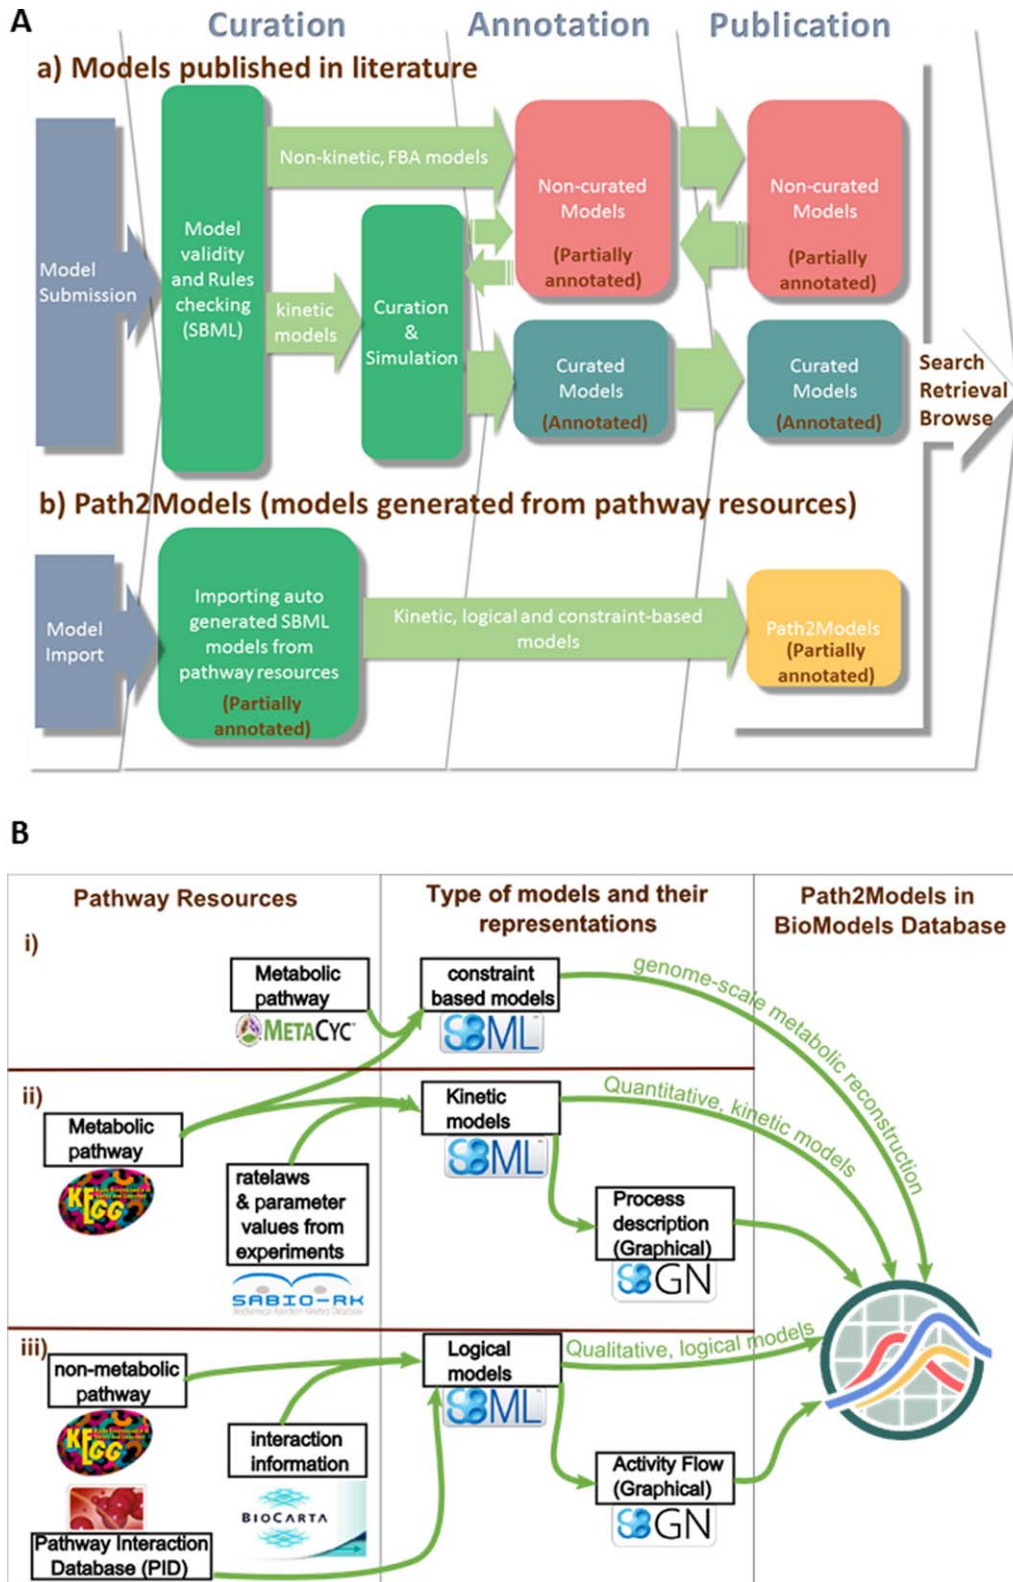 A
Curation
Annotation
Publication
a) Models published in literature
Model
Submission
Model
validity
and Rules
checking
(SBML)
Non-kinetic, FBA models
kinetic
models
Curation
&
Simulation
Non-curated
Models
(Partially
annotated)
Non-curated
Models
(Partially
annotated)
Curated
Models
(Annotated)
Curated
Models
(Annotated)
Search
Retrieval
Browse
b) Path2Models (models generated from pathway resources)
Model
Import
Importing auto
generated SBML
models from
pathway resources
(Partially
annotated)
Kinetic, logical and constraint-based
models
Path2Models
(Partially
annotated)
B
Pathway Resources
Type of models and their
representations
Path2Models in
BioModels Database
i)
Metabolic
pathway
METACYC
constraint
based models
SBML
genome-scale metabolic reconstruction
ii)
Metabolic
pathway
KEGG
ratelaws
& parameter
values from
experiments
SABIO-RK
Kinetic
models
SBML
Quantitative, kinetic models
Process
description
(Graphical)
SBGN
iii)
non-metabolic
pathway
KEGG
interaction
information
BIOCARTA
Pathway Interaction
Database (PID)
Logical
models
SBML
Qualitative, logical models
Activity Flow
(Graphical)
SBGN